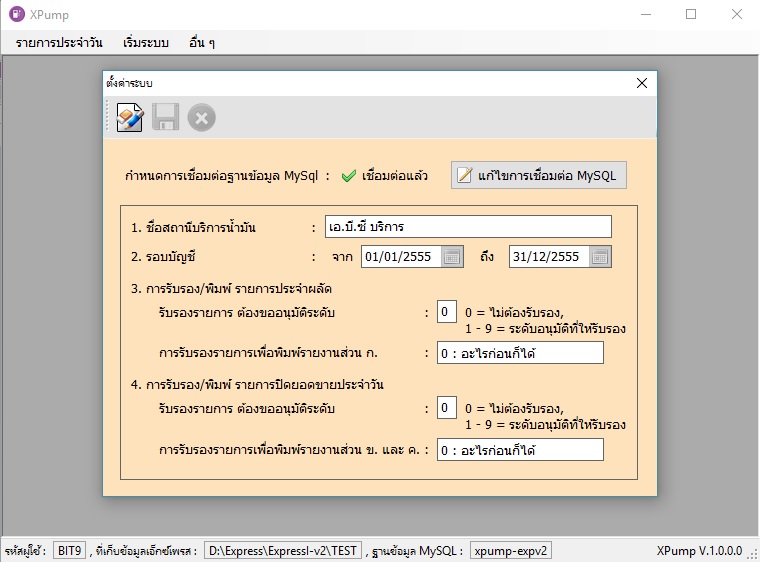 XPump
รายการประจำวัน เริ่มระบบ อื่น ๆ
ตั้งค่าระบบ
กำหนดการเชื่อมต่อฐานข้อมูล MySql : เชื่อมต่อแล้ว แก้ไขการเชื่อมต่อ MySQL
1. ชื่อสถานีบริการน้ำมัน : เอ.บี.ซี บริการ
2. รอบบัญชี : จาก 01/01/2555 ถึง 31/12/2555
3. การรับรอง/พิมพ์ รายการประจำผลัด
รับรองรายการ ต้องขออนุมัติระดับ : 0 0 = ไม่ต้องรับรอง,
1 - 9 = ระดับอนุมัติที่ให้รับรอง
การรับรองรายการเพื่อพิมพ์รายงานส่วน ก. : 0 : อะไรก่อนก็ได้
4. การรับรอง/พิมพ์ รายการปิดยอดขายประจำวัน
รับรองรายการ ต้องขออนุมัติระดับ : 0 0 = ไม่ต้องรับรอง,
1 - 9 = ระดับอนุมัติที่ให้รับรอง
การรับรองรายการเพื่อพิมพ์รายงานส่วน ข. และ ค. : 0 : อะไรก่อนก็ได้
รหัสผู้ใช้ : BIT9 , ที่เก็บข้อมูลเอ็กซ์เพรส : D:\Express\ExpressI-v2\TEST , ฐานข้อมูล MySQL : xpump-expv2 XPump V.1.0.0.0